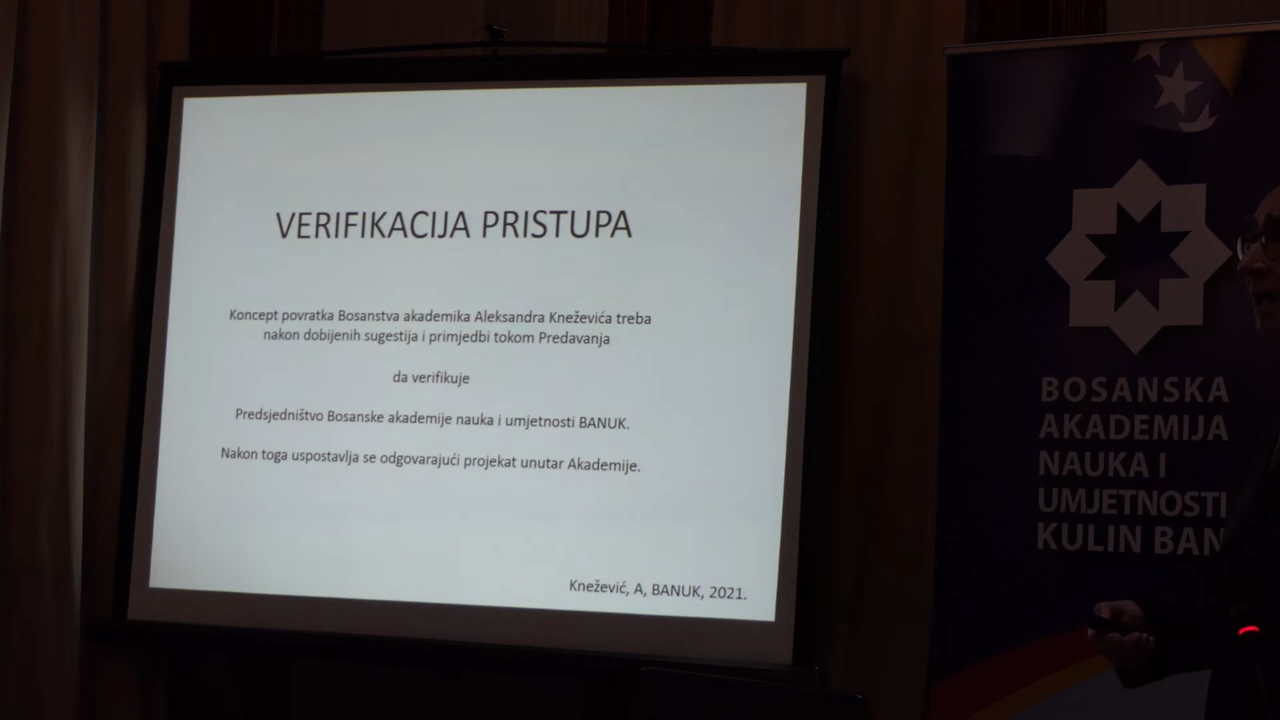 VERIFIKACIJA PRISTUPA
Koncept povratka Bosanstva akademika Aleksandra Kneževića treba
nakon dobijenih sugestija i primjedbi tokom Predavanja
da verifikuje
Predsjedništvo Bosanske akademije nauka i umjetnosti BANUK.
Nakon toga uspostavlja se odgovarajući projekat unutar Akademije.
Knežević, A, BANUK, 2021.
BOSANSKA
AKADEMIJA
NAUKA I
UMJETNOSTI
KULIN BAN